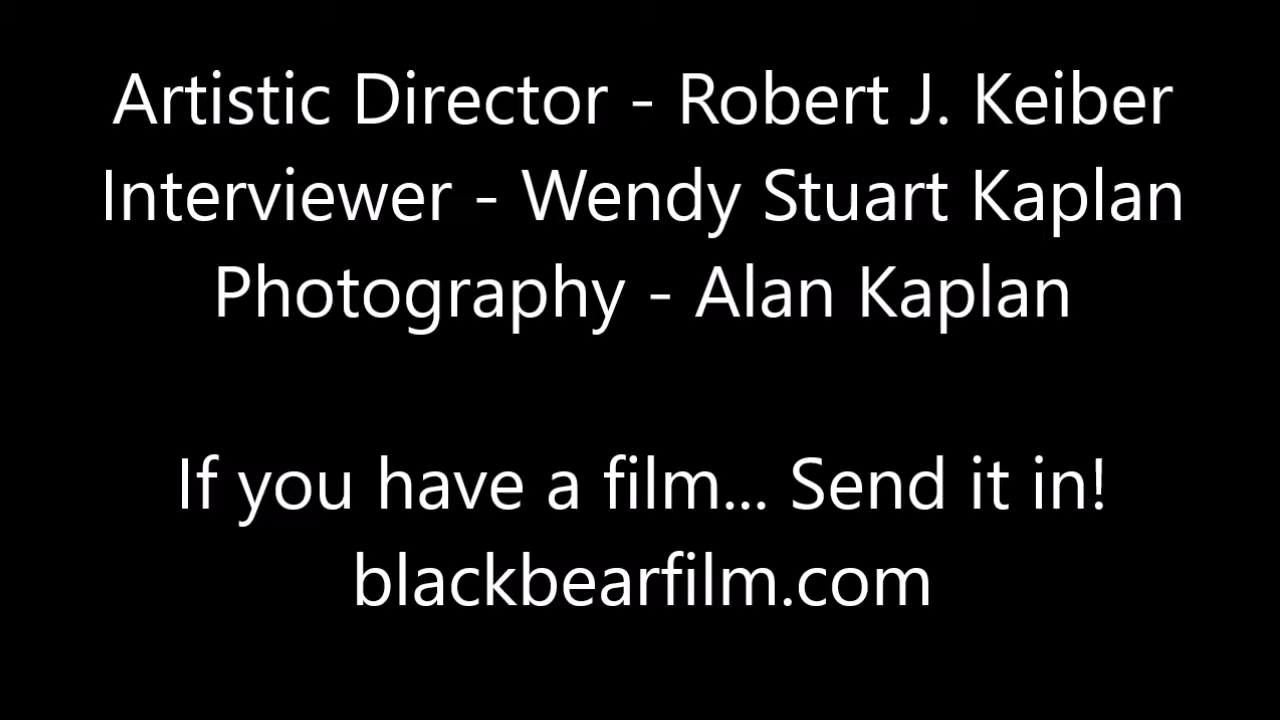 Artistic Director - Robert J. Keiber
Interviewer - Wendy Stuart Kaplan
Photography - Alan Kaplan
If you have a film... Send it in!
blackbearfilm.com